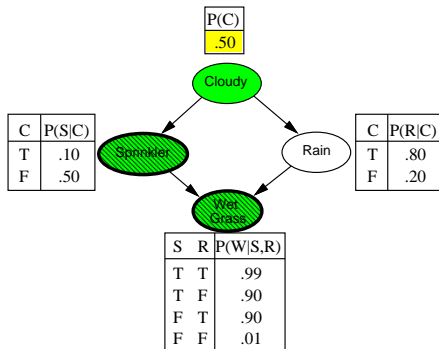 P(C)
.50
Cloudy
C P(S|C)
T .10
F .50
Sprinkler
Rain
C P(R|C)
T .80
F .20
Wet
Grass
S R P(W|S,R)
T T .99
T F .90
F T .90
F F .01